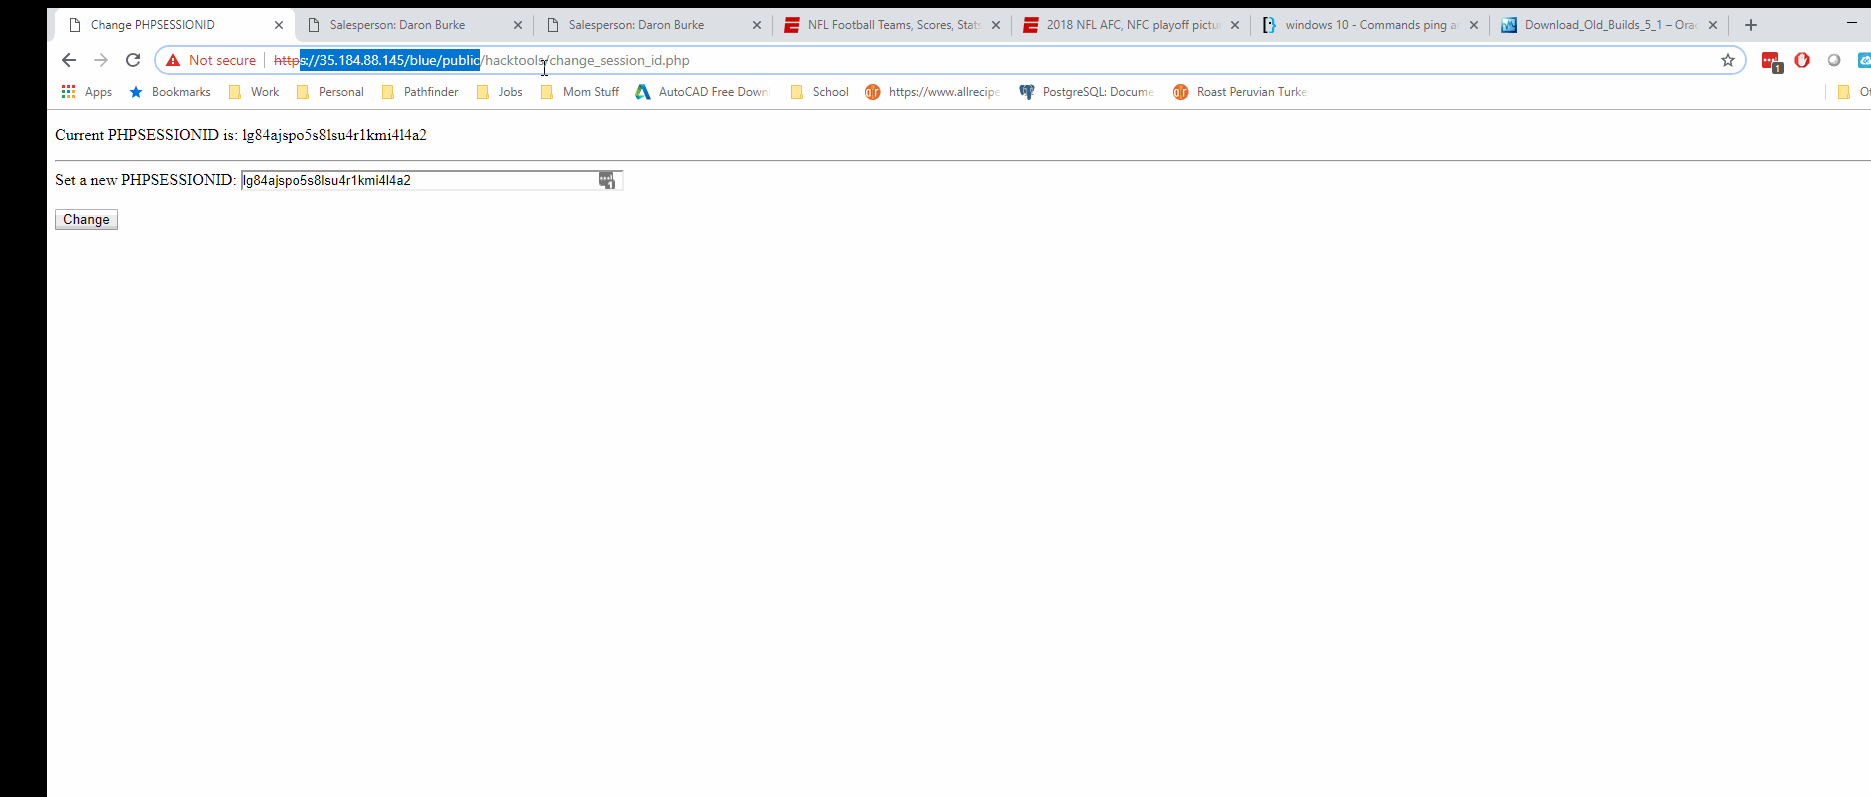 Change PHPSESSIONID
Salesperson: Daron Burke
Salesperson: Daron Burke
NFL Football Teams, Scores, Stats
2018 NFL AFC, NFC playoff pictu
windows 10 - Commands ping a
Download_Old_Builds_5_1 – Orac
Not secure
https://35.184.88.145/blue/public/hacktools/change_session_id.php
1
Apps
Bookmarks
Work
Personal
Pathfinder
Jobs
Mom Stuff
AutoCAD Free Down
School
https://www.allrecipe
PostgreSQL: Docume
Roast Peruvian Turke
Current PHPSESSIONID is: lg84ajspo5s8lsu4r1kmi4l4a2
Set a new PHPSESSIONID: lg84ajspo5s8lsu4r1kmi4l4a2
1
Change